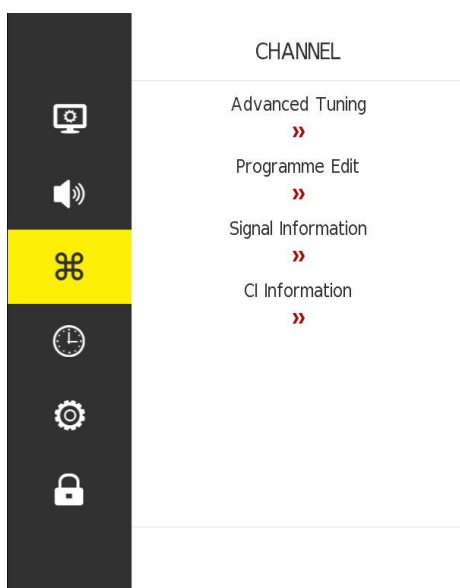 CHANNEL
Advanced Tuning
»
Programme Edit
»
Signal Information
»
CI Information
»